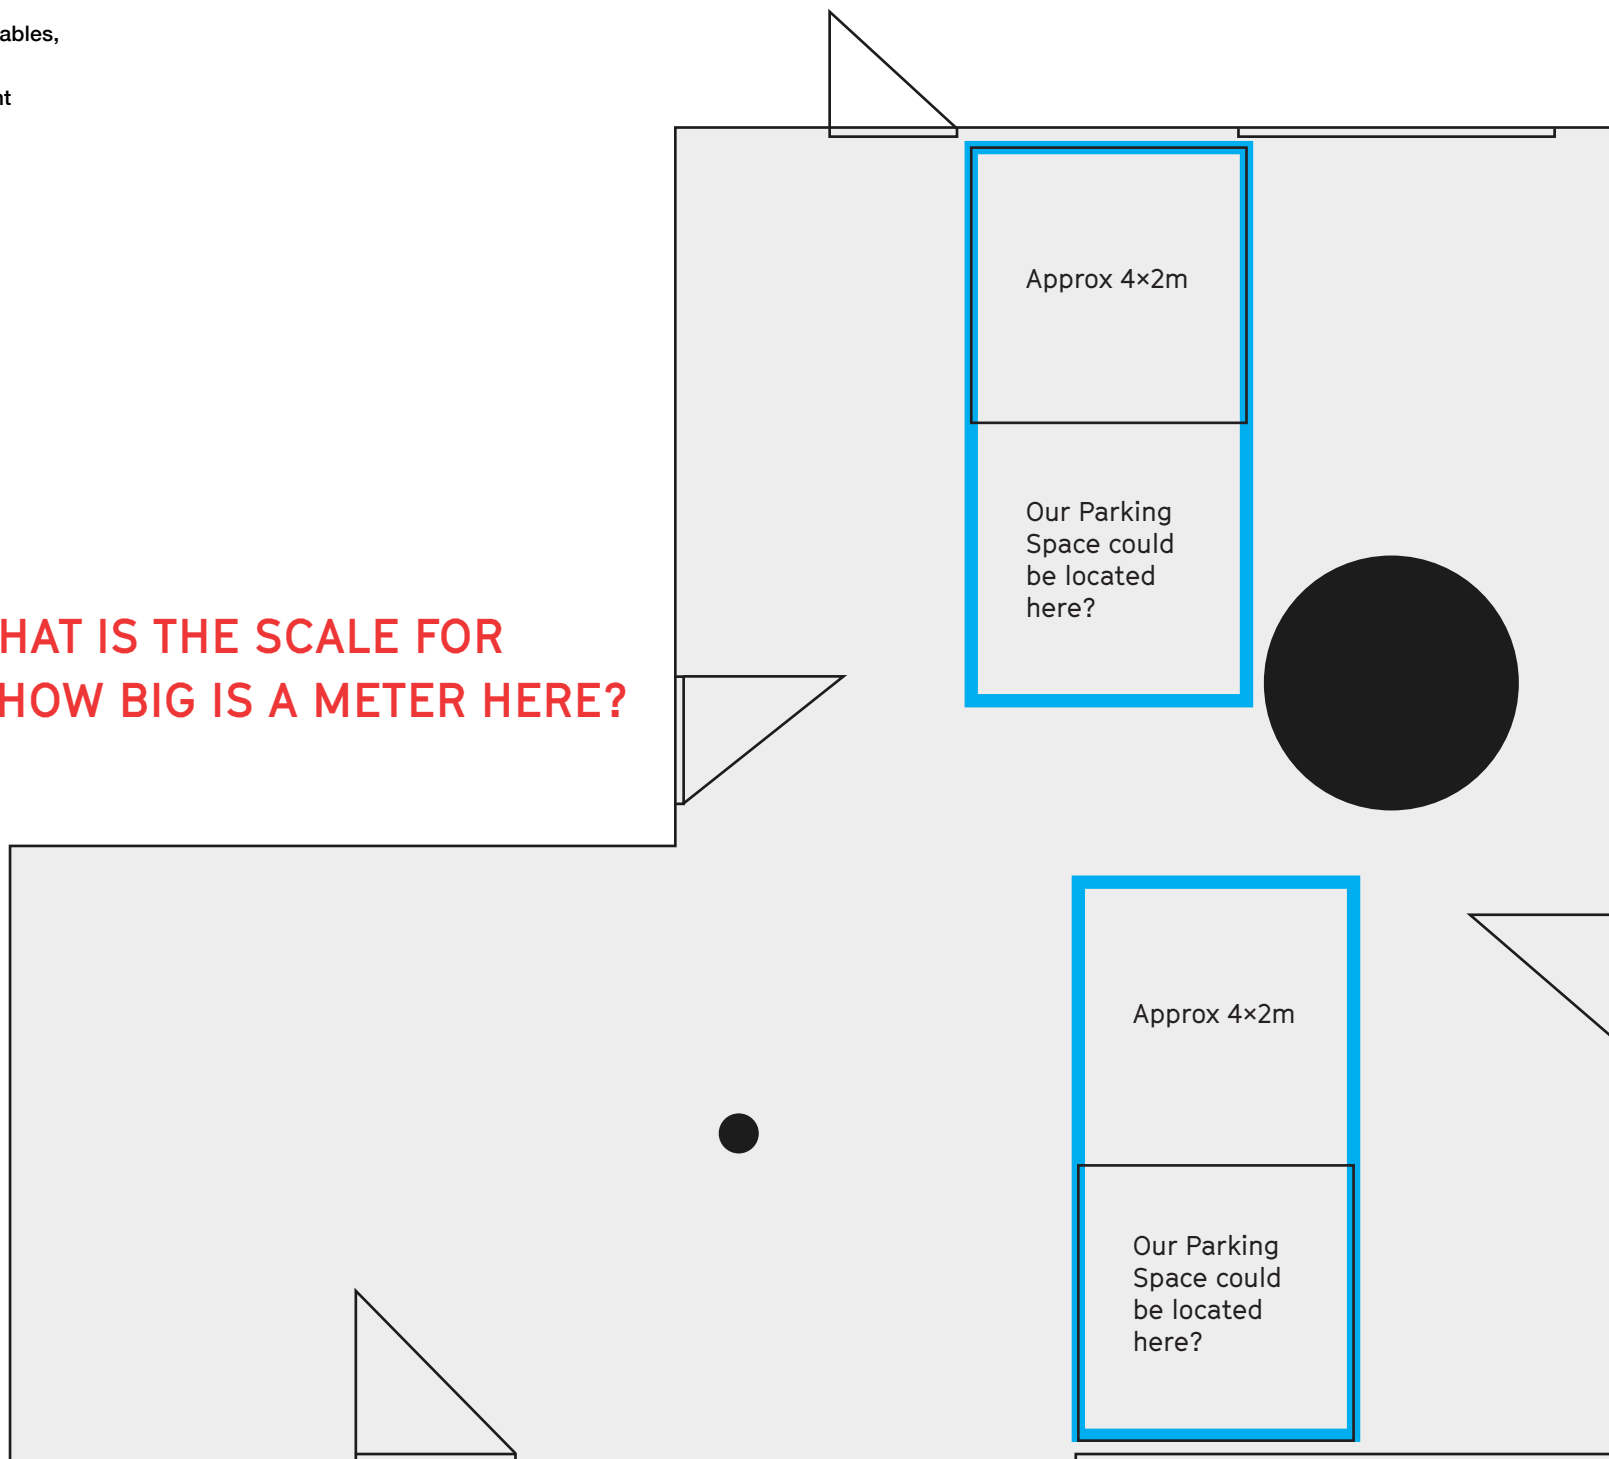 ables,
nt
HAT IS THE SCALE FOR
HOW BIG IS A METER HERE?
Approx 4×2m
Our Parking
Space could
be located
here?
Approx 4×2m
Our Parking
Space could
be located
here?